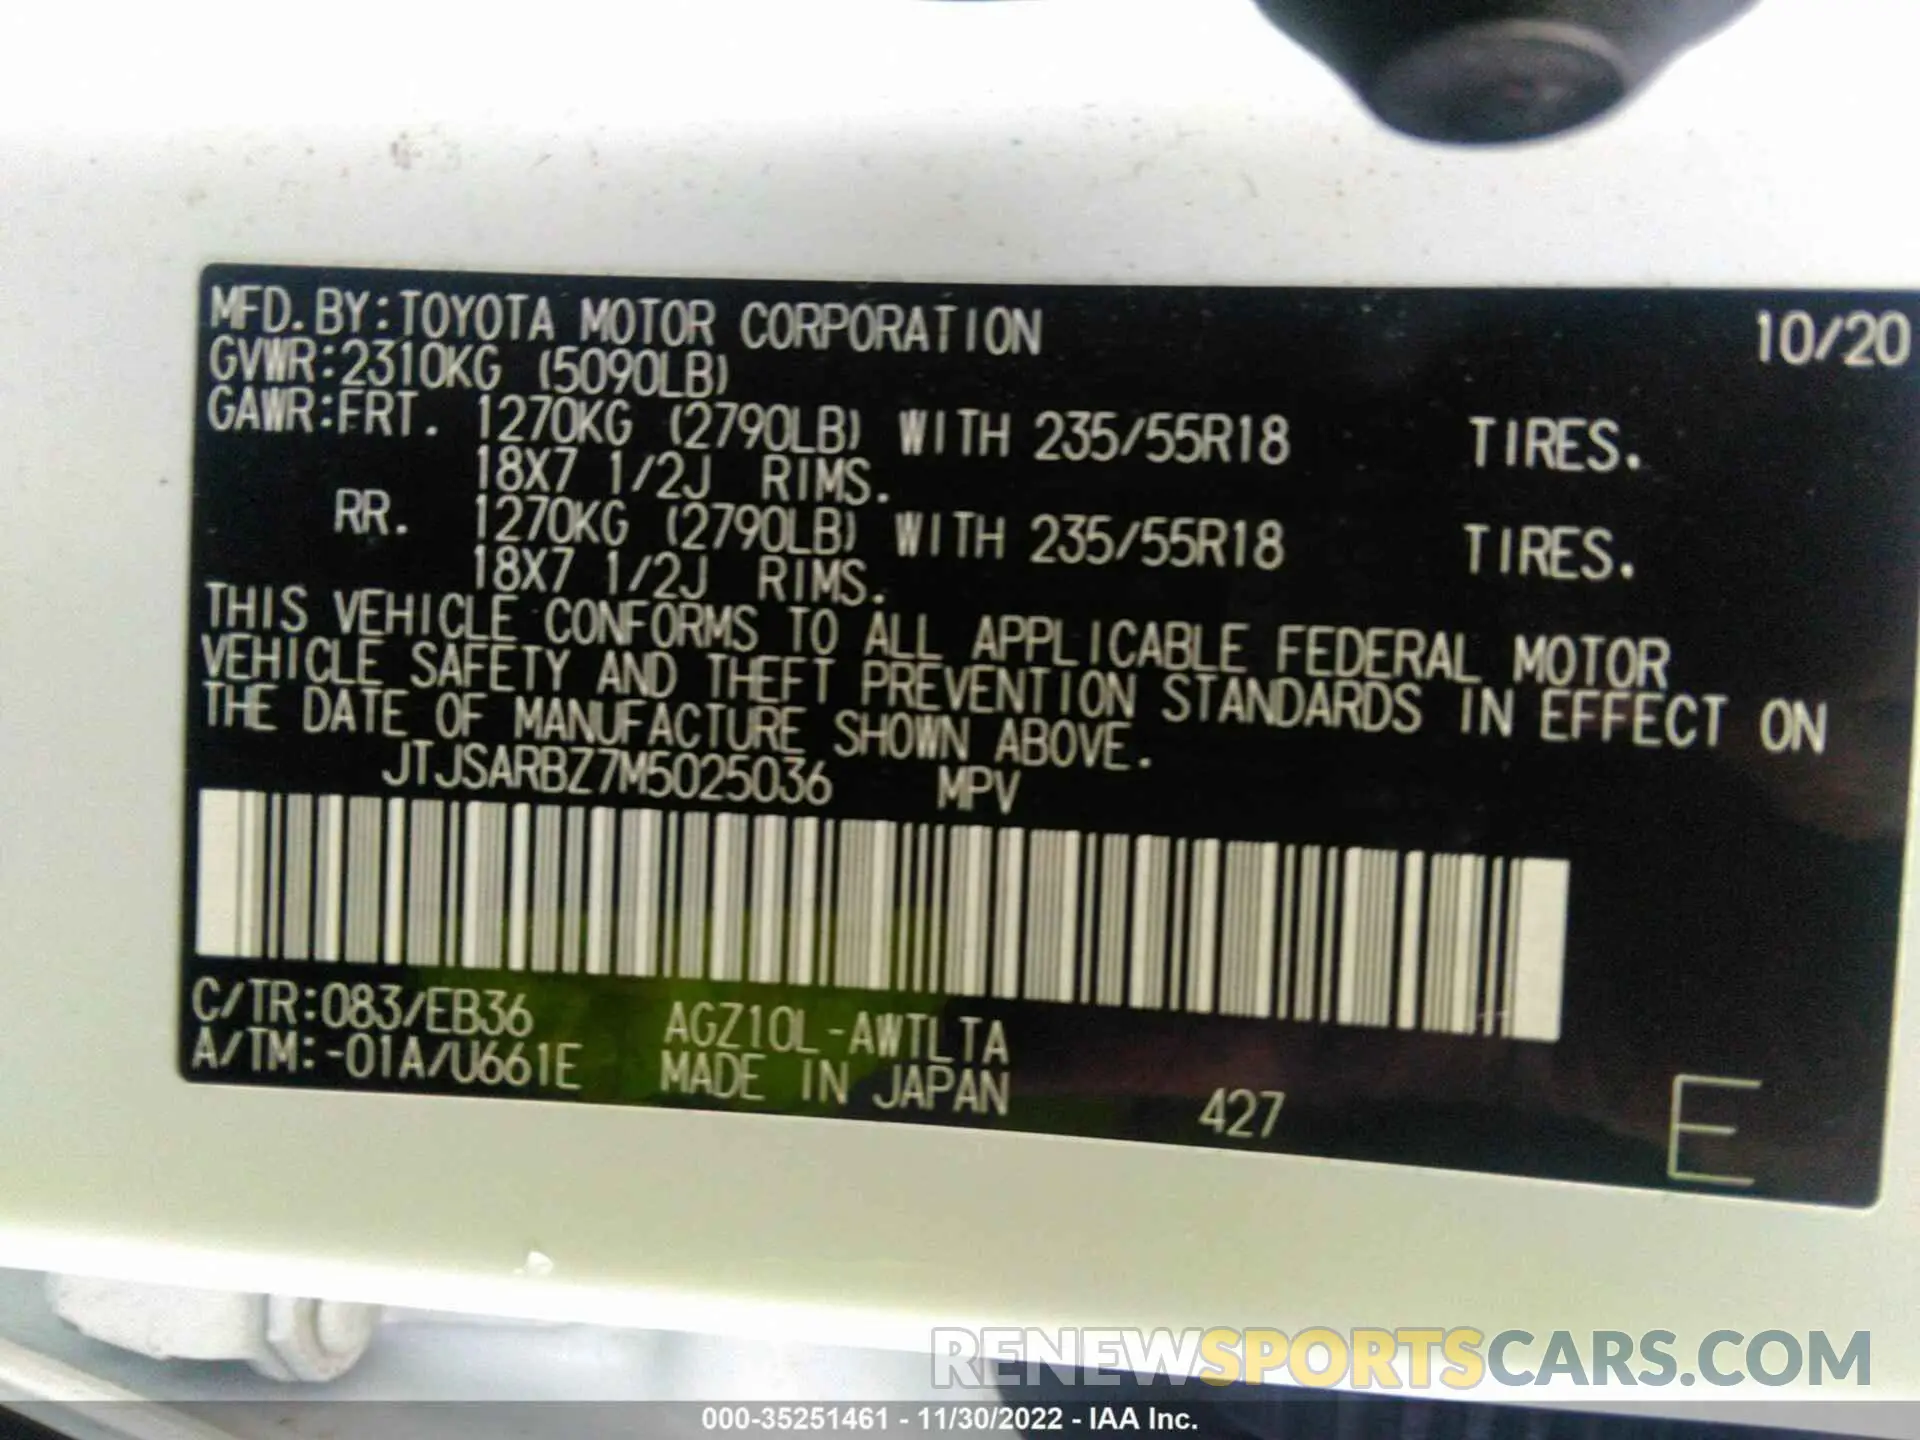 MFD. BY: TOYOTA MOTOR CORPORATION 10/20
GVWR: 2310KG (5090LB)
GAWR: FRT. 1270KG (2790LB) WITH 235/55R18 TIRES.
18X7 1/2J RIMS.
RR. 1270KG (2790LB) WITH 235/55R18 TIRES.
18X7 1/2J RIMS.
THIS VEHICLE CONFORMS TO ALL APPLICABLE FEDERAL MOTOR
VEHICLE SAFETY AND THEFT PREVENTION STANDARDS IN EFFECT ON
THE DATE OF MANUFACTURE SHOWN ABOVE.
JTJSARBZ7M5025036 MPV
C/TR: 083/EB36 AGZ10L-AWTLTA
A/TM: -01A/U661E MADE IN JAPAN 427 E
RENEWSPORTSCARS.COM
000-35251461 - 11/30/2022 - IAA Inc.